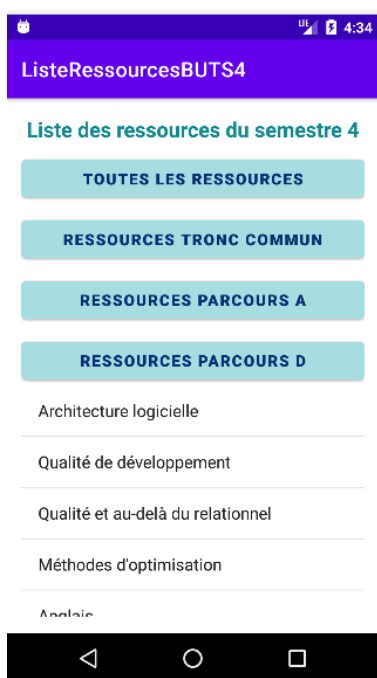 4:34
ListeRessourcesBUTS4
Liste des ressources du semestre 4
TOUTES LES RESSOURCES
RESSOURCES TRONC COMMUN
RESSOURCES PARCOURS A
RESSOURCES PARCOURS D
Architecture logicielle
Qualité de développement
Qualité et au-delà du relationnel
Méthodes d'optimisation
Anglais